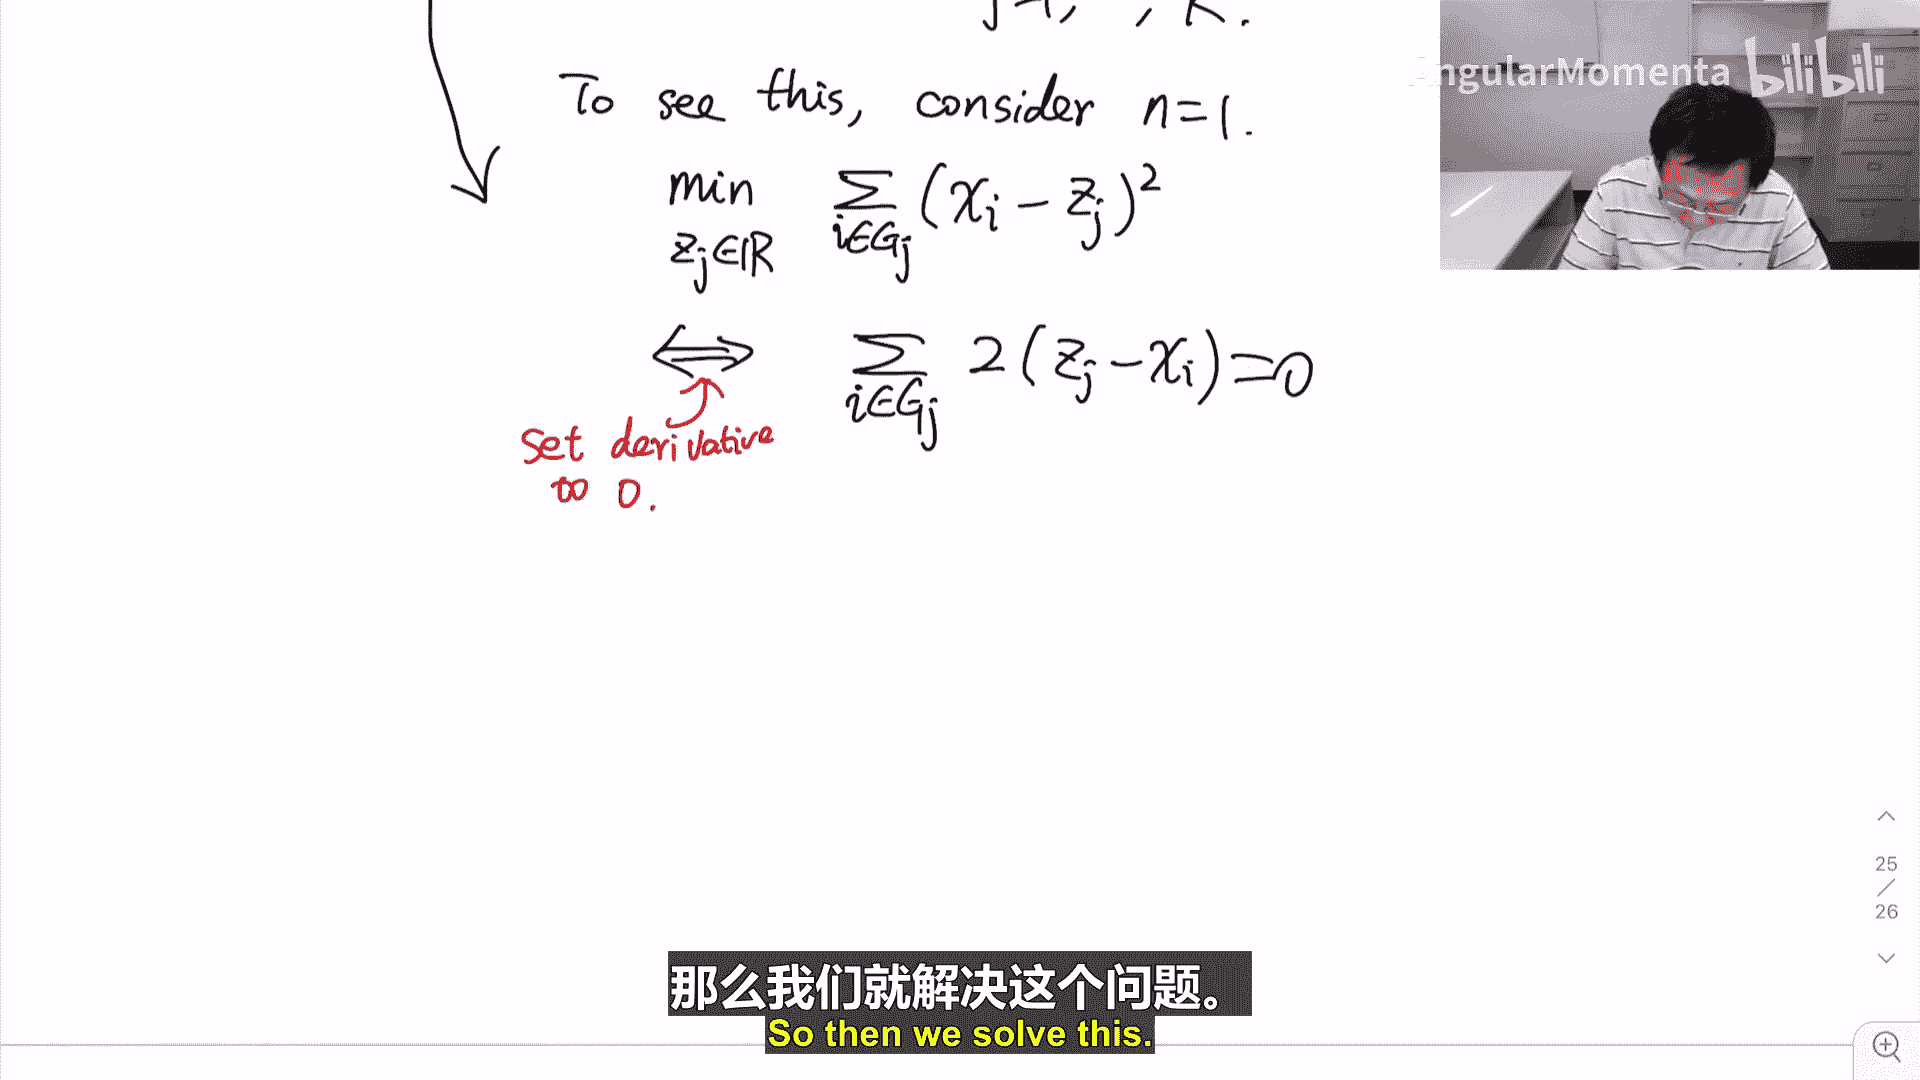 To see this, consider n=1.
min ∑ (xᵢ − zⱼ)²
zⱼ∈ℝ i∈Gⱼ
⟺ ∑ 2(zⱼ − xᵢ)=0
i∈Gⱼ
set derivative
to 0.
ngularMomenta bilibili
25
/
26
那么我们就解决这个问题。
So then we solve this.